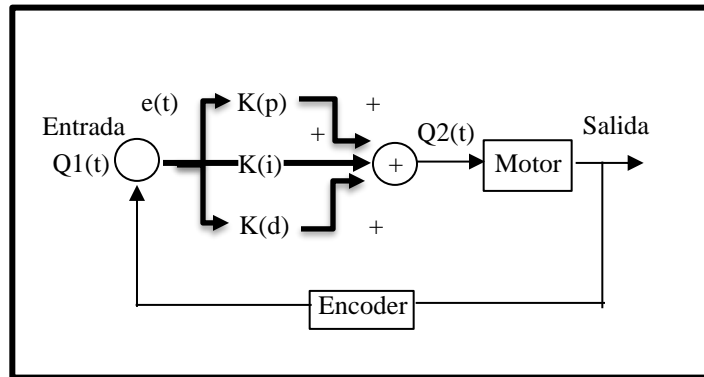 e(t)
K(p)
+
Entrada
+
Q2(t)
Salida
Q1(t)
K(i)
+
Motor
K(d)
+
Encoder